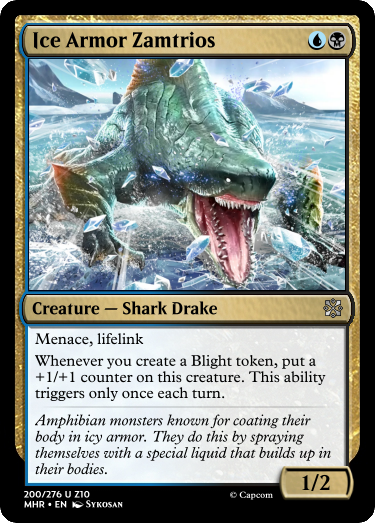 Ice Armor Zamtrios
Creature — Shark Drake
Menace, lifelink
Whenever you create a Blight token, put a
+1/+1 counter on this creature. This ability
triggers only once each turn.
Amphibian monsters known for coating their
body in icy armor. They do this by spraying
themselves with a special liquid that builds up in
their bodies.
1/2
200/276 U Z10
MHR • EN Sykosan
© Capcom